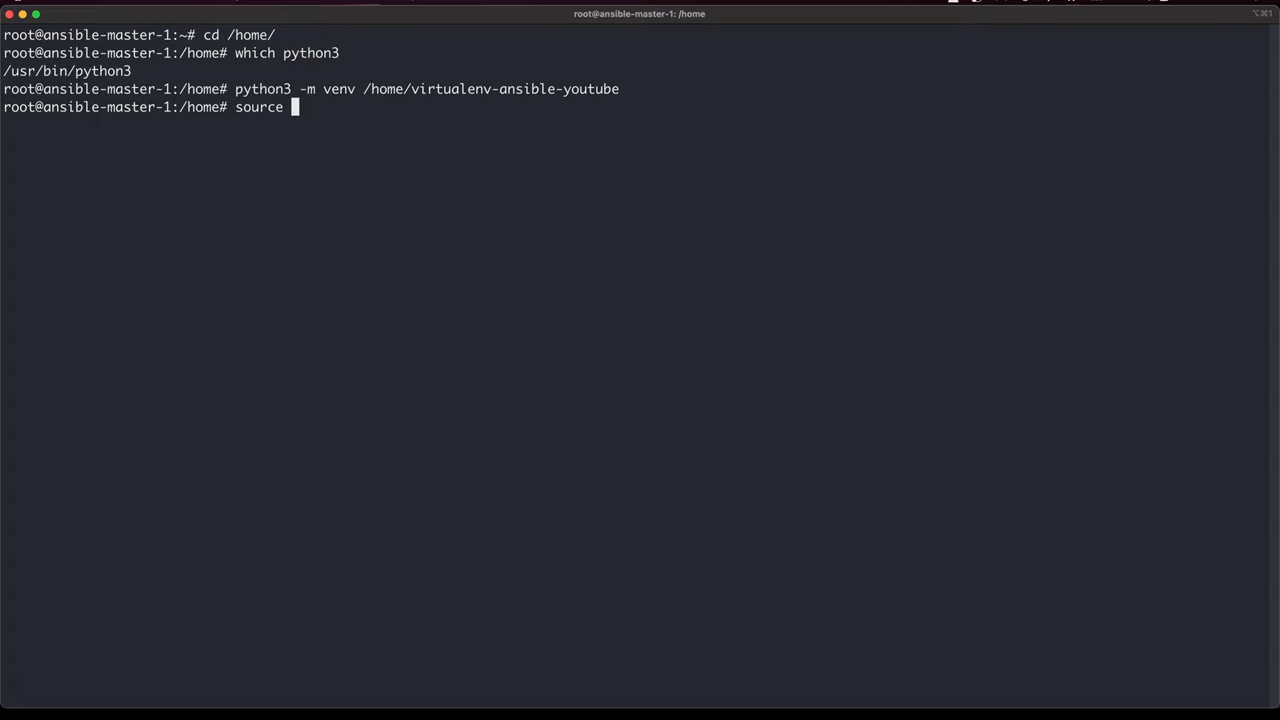 root@ansible-master-1: /home
⌥⌘1
root@ansible-master-1:~# cd /home/
root@ansible-master-1:/home# which python3
/usr/bin/python3
root@ansible-master-1:/home# python3 -m venv /home/virtualenv-ansible-youtube
root@ansible-master-1:/home# source